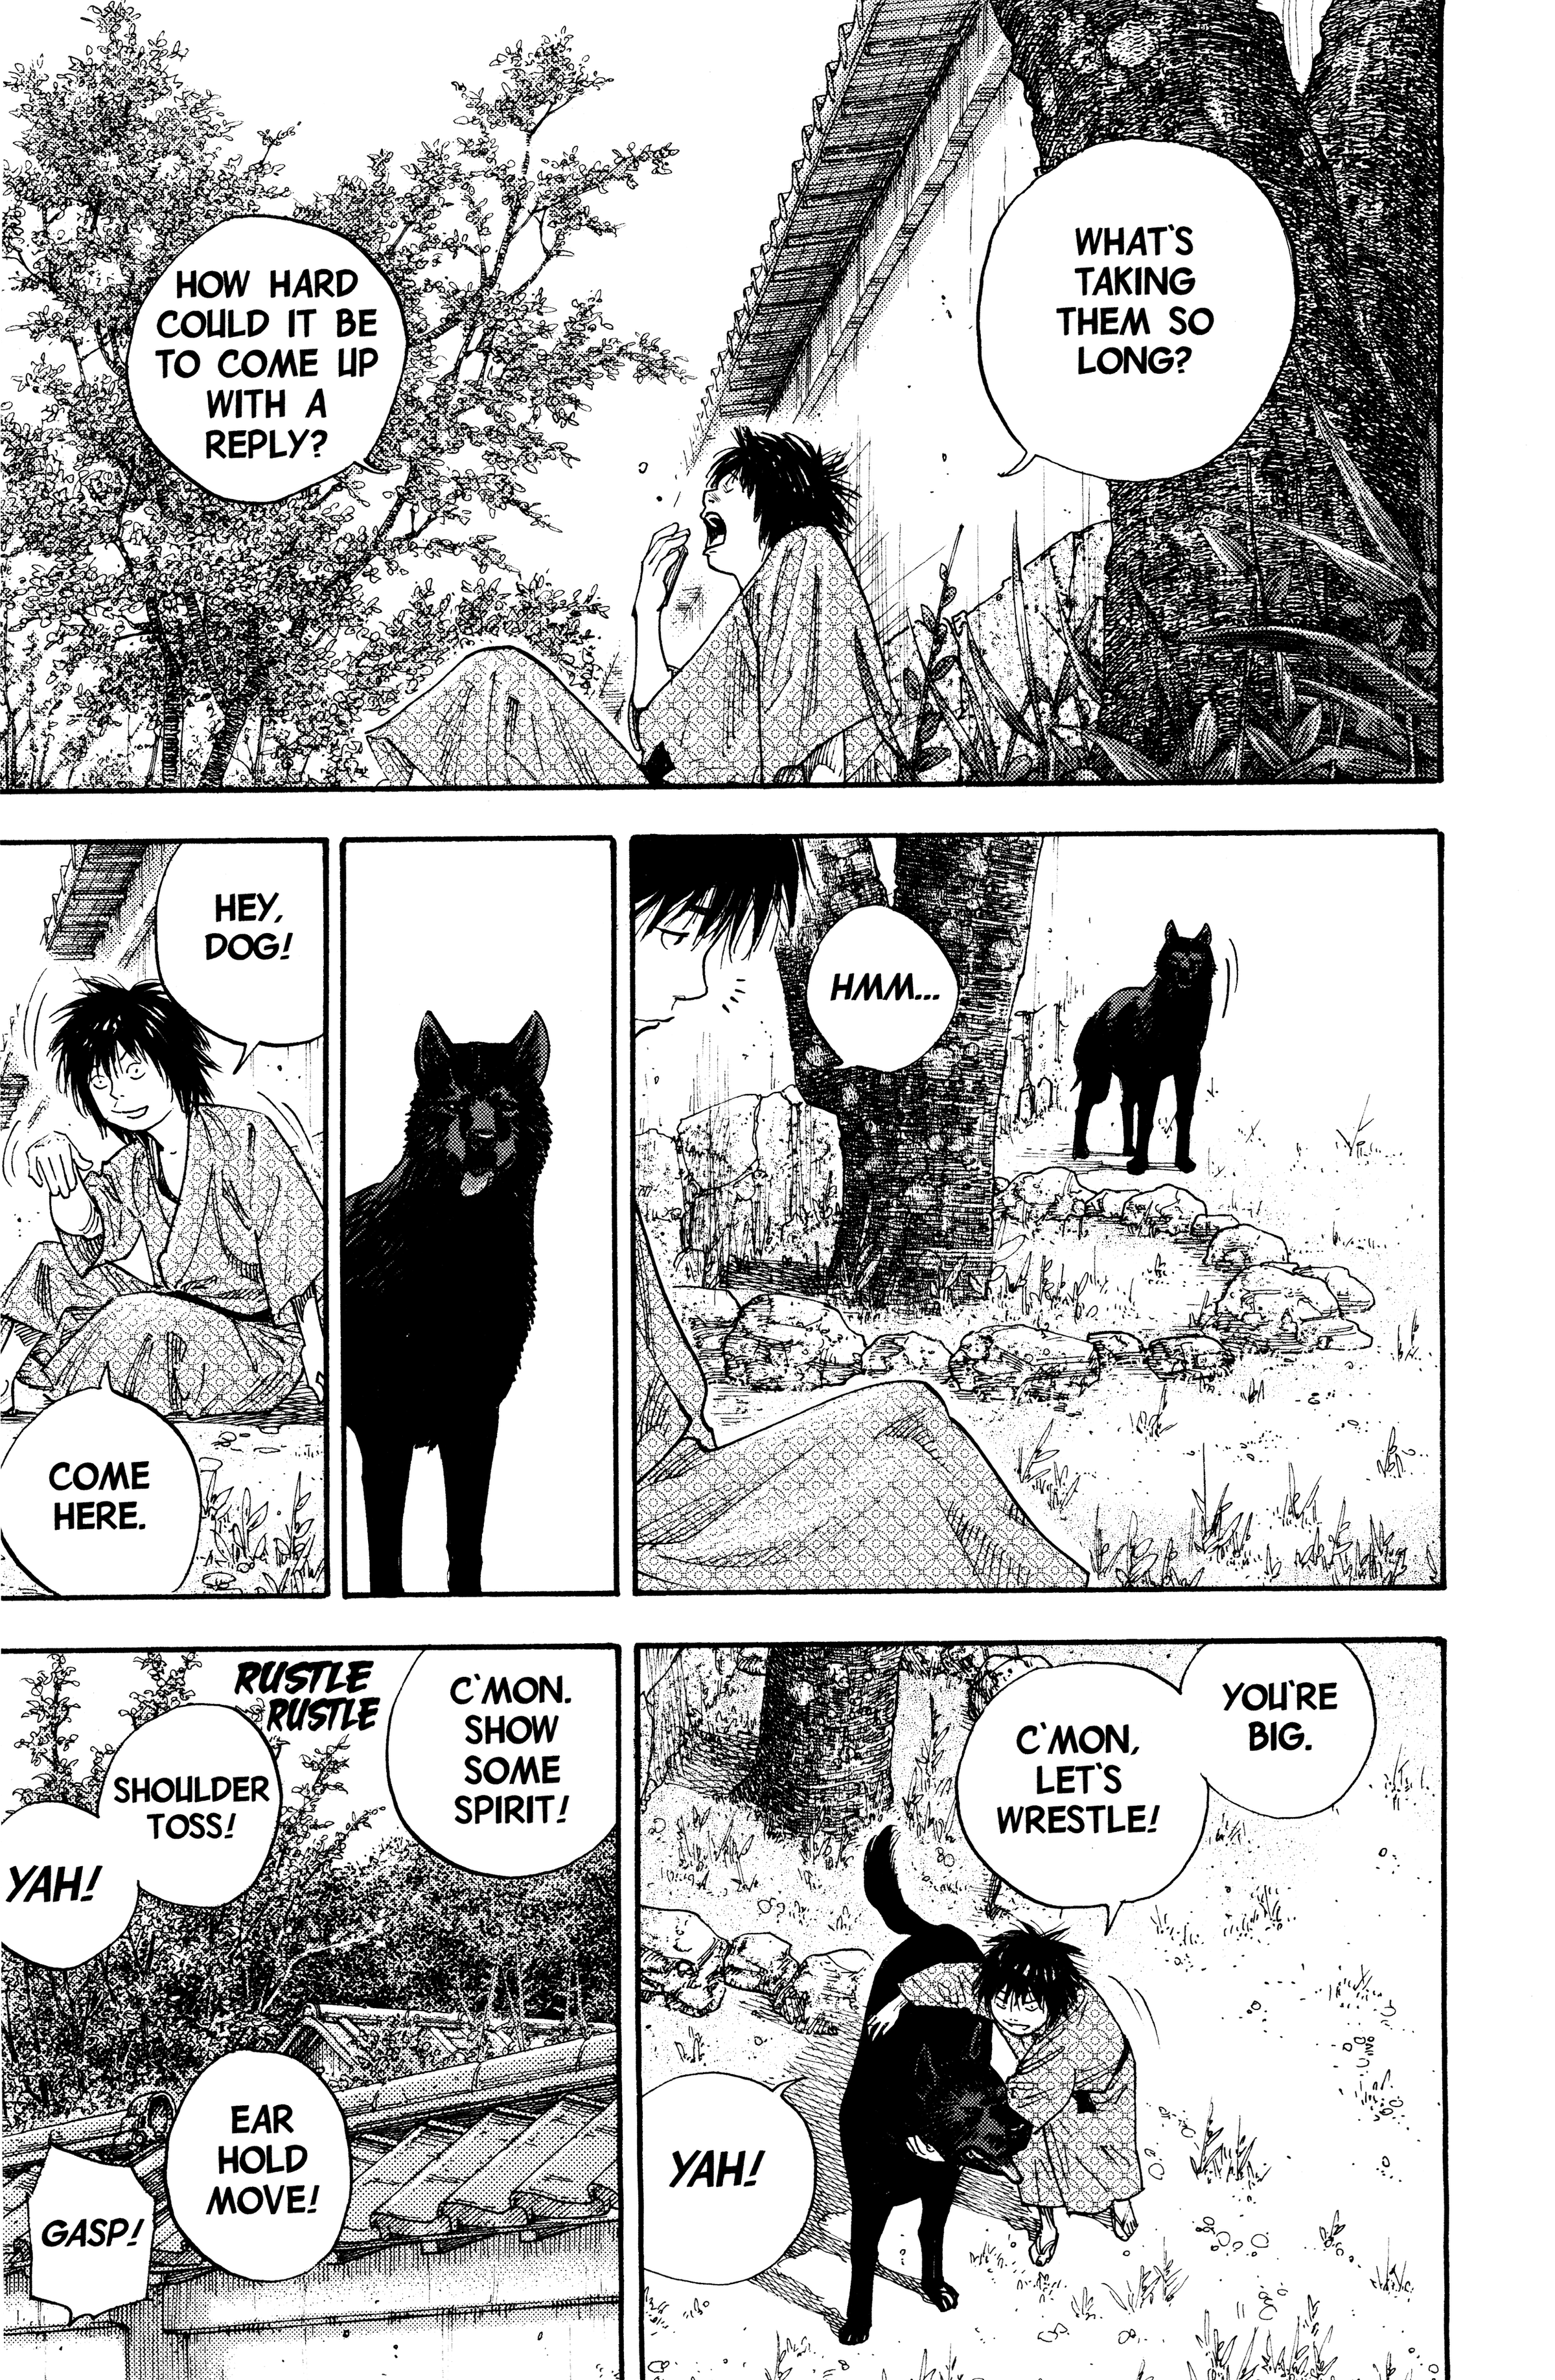 WHAT'S
TAKING
THEM SO
LONG?
HOW HARD
COULD IT BE
TO COME UP
WITH A
REPLY?
HMM...
HEY,
DOG!
COME
HERE.
YOU'RE
BIG.
C'MON,
LET'S
WRESTLE!
YAH!
C'MON.
SHOW
SOME
SPIRIT!
RUSTLE
RUSTLE
SHOULDER
TOSS!
YAH!
EAR
HOLD
MOVE!
GASP!